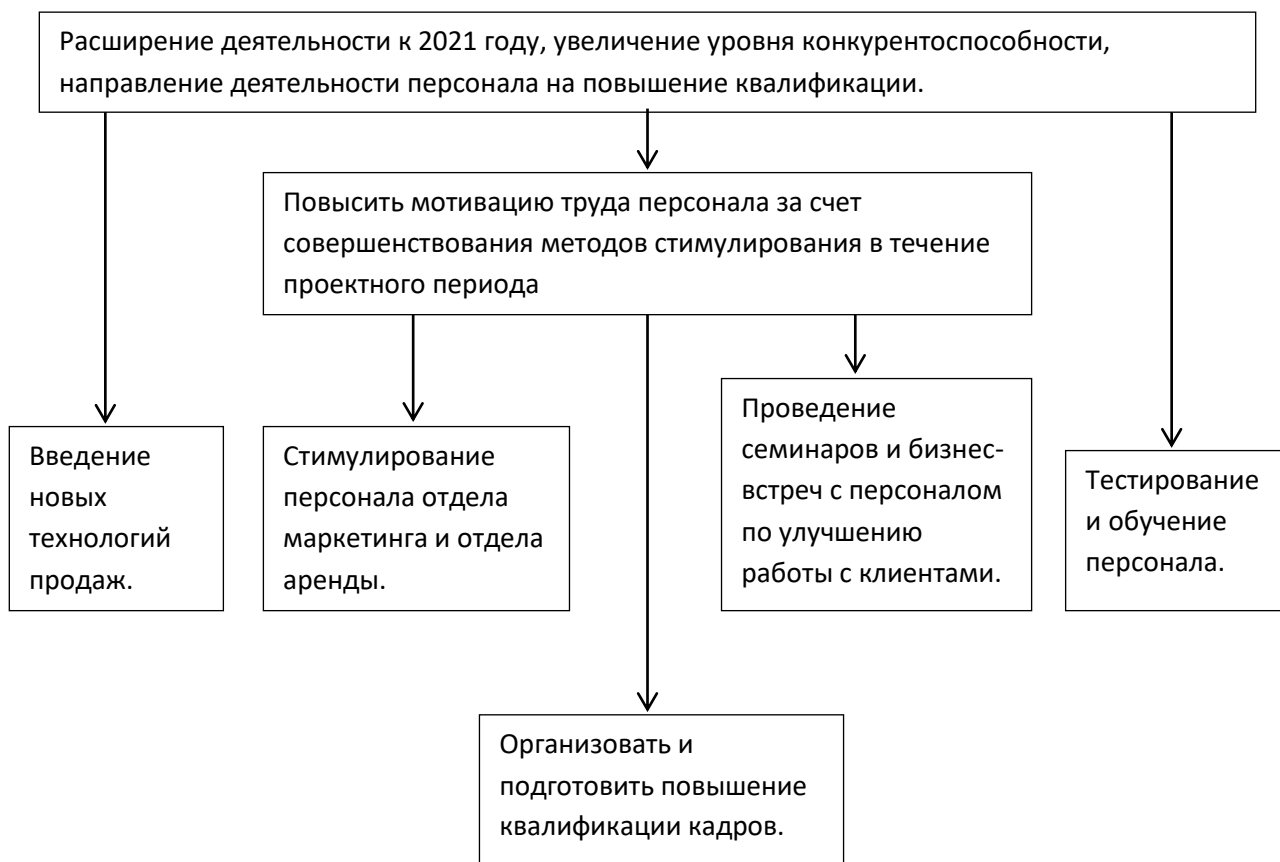 Расширение деятельности к 2021 году, увеличение уровня конкурентоспособности,
направление деятельности персонала на повышение квалификации.
Повысить мотивацию труда персонала за счет
совершенствования методов стимулирования в течение
проектного периода
Введение
новых
технологий
продаж.
Стимулирование
персонала отдела
маркетинга и отдела
аренды.
Проведение
семинаров и бизнес-
встреч с персоналом
по улучшению
работы с клиентами.
Тестирование
и обучение
персонала.
Организовать и
подготовить повышение
квалификации кадров.